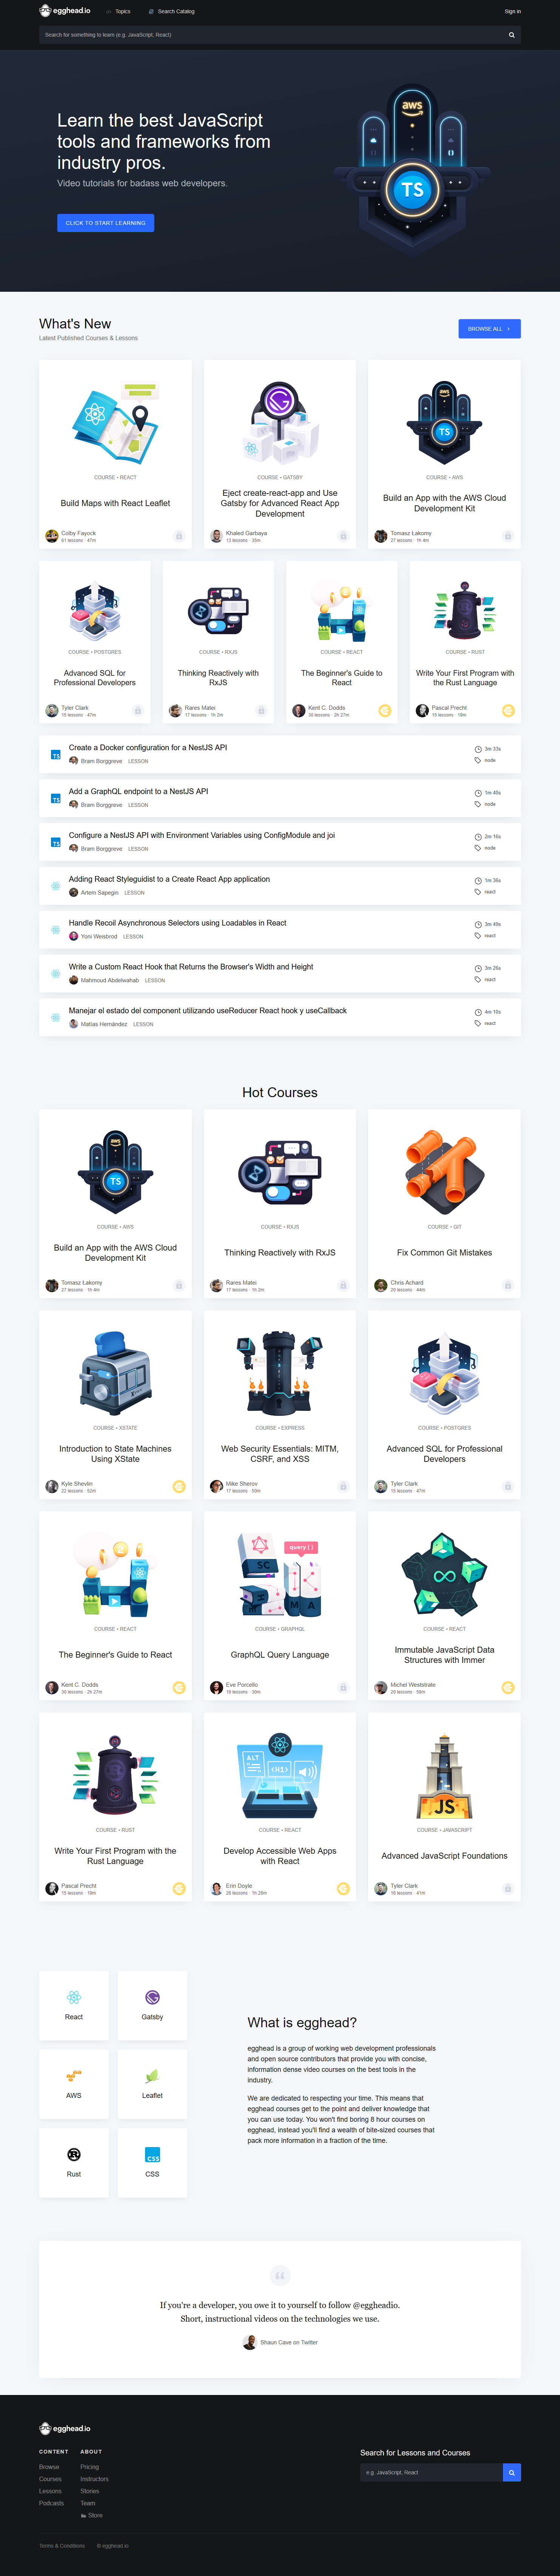 egghead.io
Topics
Search Catalog
Sign in
Search for something to learn (e.g. JavaScript, React)
Learn the best JavaScript
tools and frameworks from
industry pros.
Video tutorials for badass web developers.
CLICK TO START LEARNING
aws
TS
What's New
Latest Published Courses & Lessons
BROWSE ALL
COURSE • REACT
Build Maps with React Leaflet
Colby Fayock
61 lessons · 47m
COURSE • GATSBY
Eject create-react-app and Use
Gatsby for Advanced React App
Development
Khaled Garbaya
13 lessons · 35m
aws
TS
COURSE • AWS
Build an App with the AWS Cloud
Development Kit
Tomasz Łakomy
27 lessons · 1h 4m
COURSE • POSTGRES
Advanced SQL for
Professional Developers
Tyler Clark
15 lessons · 47m
COURSE • RXJS
Thinking Reactively with
RxJS
Rares Matei
17 lessons · 1h 2m
COURSE • REACT
The Beginner's Guide to
React
Kent C. Dodds
30 lessons · 2h 27m
COURSE • RUST
Write Your First Program with
the Rust Language
Pascal Precht
15 lessons · 19m
TS
Create a Docker configuration for a NestJS API
Bram Borggreve LESSON
3m 33s
node
TS
Add a GraphQL endpoint to a NestJS API
Bram Borggreve LESSON
1m 40s
node
TS
Configure a NestJS API with Environment Variables using ConfigModule and joi
Bram Borggreve LESSON
2m 16s
node
Adding React Styleguidist to a Create React App application
Artem Sapegin LESSON
1m 36s
react
Handle Recoil Asynchronous Selectors using Loadables in React
Yoni Weisbrod LESSON
3m 49s
react
Write a Custom React Hook that Returns the Browser's Width and Height
Mahmoud Abdelwahab LESSON
3m 26s
react
Manejar el estado del component utilizando useReducer React hook y useCallback
Matías Hernández LESSON
4m 10s
react
Hot Courses
aws
TS
COURSE • AWS
Build an App with the AWS Cloud
Development Kit
Tomasz Łakomy
27 lessons · 1h 4m
COURSE • RXJS
Thinking Reactively with RxJS
Rares Matei
17 lessons · 1h 2m
COURSE • GIT
Fix Common Git Mistakes
Chris Achard
20 lessons · 44m
COURSE • XSTATE
Introduction to State Machines
Using XState
Kyle Shevlin
22 lessons · 52m
COURSE • EXPRESS
Web Security Essentials: MITM,
CSRF, and XSS
Mike Sherov
17 lessons · 59m
COURSE • POSTGRES
Advanced SQL for Professional
Developers
Tyler Clark
15 lessons · 47m
COURSE • REACT
The Beginner's Guide to React
Kent C. Dodds
30 lessons · 2h 27m
query { }
SC
MA
COURSE • GRAPHQL
GraphQL Query Language
Eve Porcello
19 lessons · 30m
COURSE • REACT
Immutable JavaScript Data
Structures with Immer
Michel Weststrate
20 lessons · 58m
COURSE • RUST
Write Your First Program with the
Rust Language
Pascal Precht
15 lessons · 19m
ALT
<H1>
COURSE • REACT
Develop Accessible Web Apps
with React
Erin Doyle
28 lessons · 1h 28m
JS
COURSE • JAVASCRIPT
Advanced JavaScript Foundations
Tyler Clark
16 lessons · 41m
React
Gatsby
AWS
Leaflet
Rust
CSS
CSS
What is egghead?
egghead is a group of working web development professionals
and open source contributors that provide you with concise,
information dense video courses on the best tools in the
industry.
We are dedicated to respecting your time. This means that
egghead courses get to the point and deliver knowledge that
you can use today. You won't find boring 8 hour courses on
egghead, instead you'll find a wealth of bite-sized courses that
pack more information in a fraction of the time.
If you're a developer, you owe it to yourself to follow @eggheadio.
Short, instructional videos on the technologies we use.
Shaun Cave on Twitter
egghead.io
CONTENT
Browse
Courses
Lessons
Podcasts
ABOUT
Pricing
Instructors
Stories
Team
Store
Search for Lessons and Courses
e.g. JavaScript, React
Terms & Conditions
© egghead.io